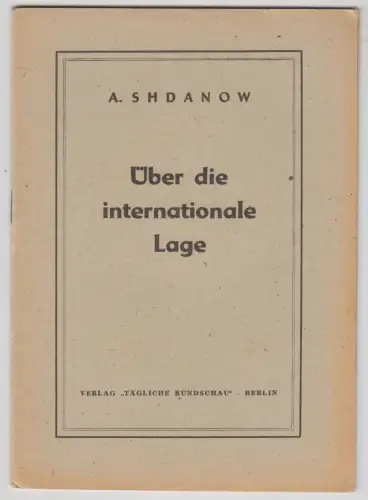 A. SHDANOW
Über die
internationale
Lage
VERLAG „TÄGLICHE RUNDSCHAU" - BERLIN